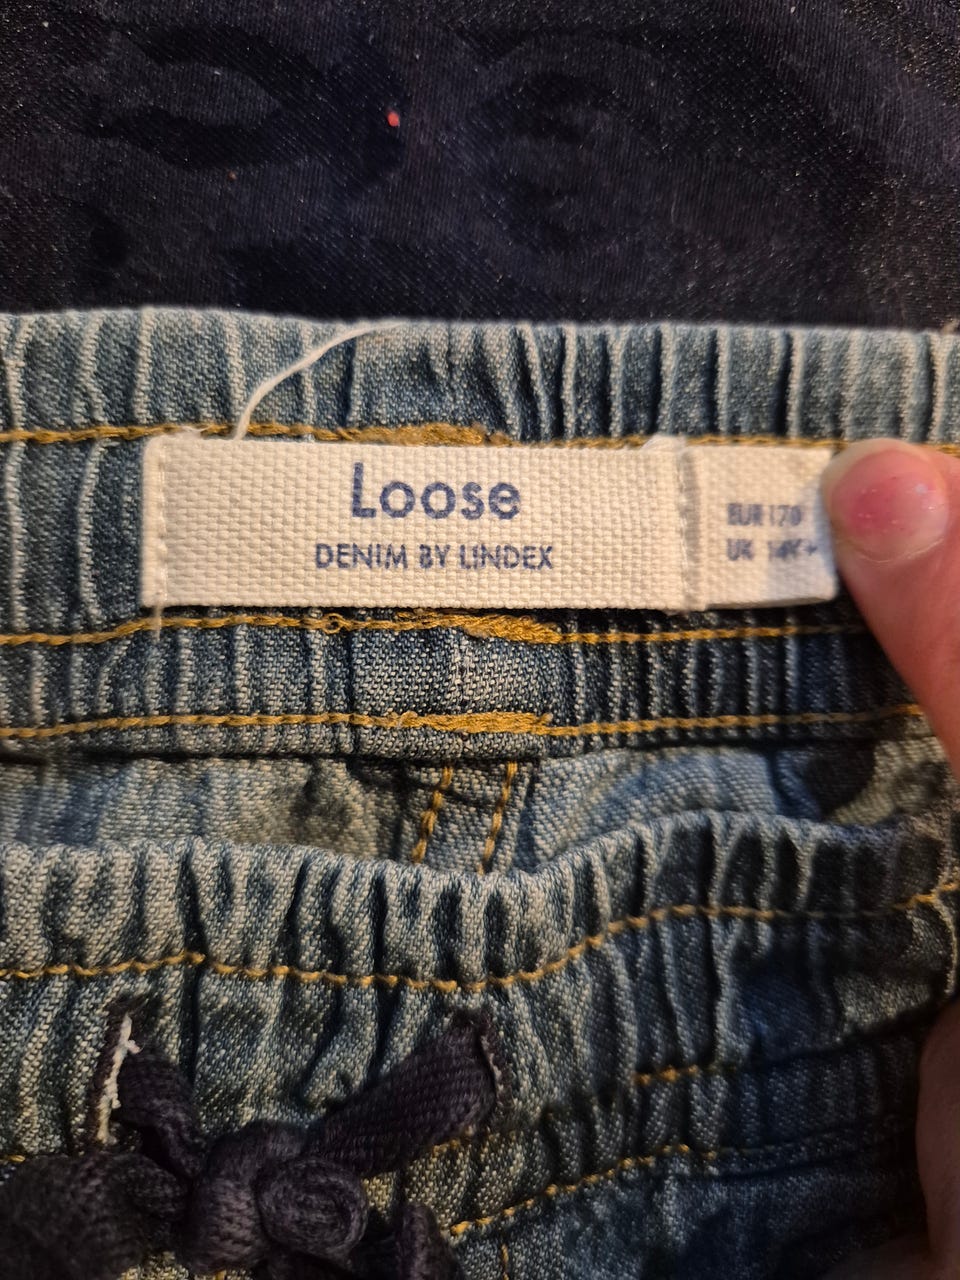 Loose
DENIM BY LINDEX
EUR 170
UK 14Y+